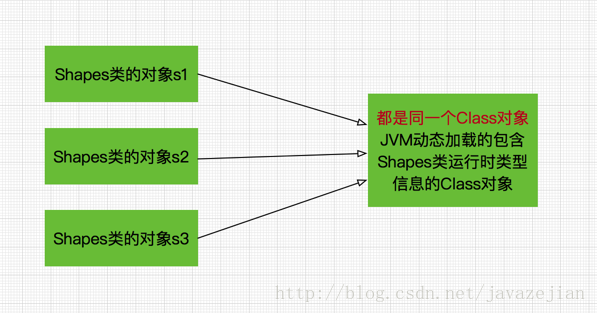 Shapes类的对象s1
Shapes类的对象s2
Shapes类的对象s3
都是同一个Class对象
JVM动态加载的包含
Shapes类运行时类型
信息的Class对象
http://blog.csdn.net/javazejian